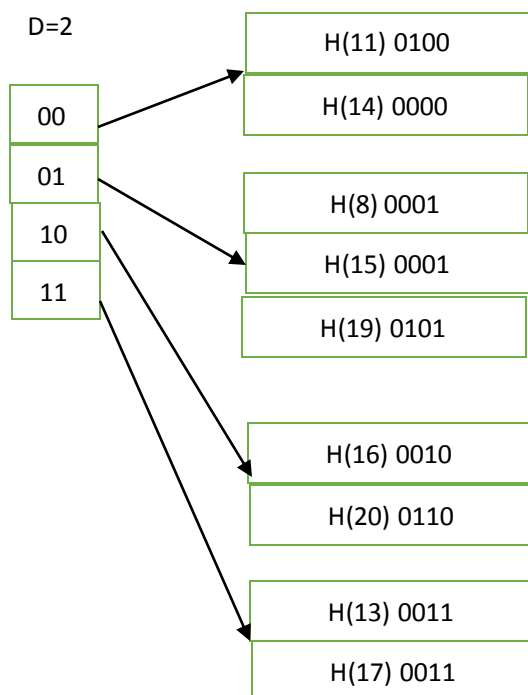 D=2
00
01
10
11
H(11) 0100
H(14) 0000
H(8) 0001
H(15) 0001
H(19) 0101
H(16) 0010
H(20) 0110
H(13) 0011
H(17) 0011